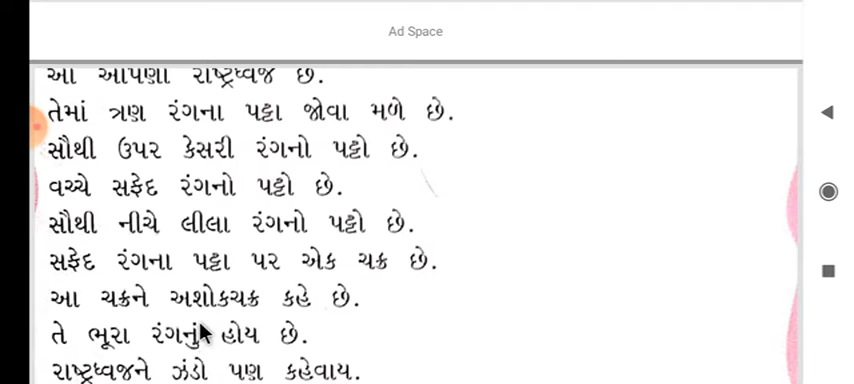 Ad Space
આ આપણો રાષ્ટ્રધ્વજ છે.
તેમાં ત્રણ રંગના પટ્ટા જોવા મળે છે.
સૌથી ઉપર કેસરી રંગનો પટ્ટો છે.
વચ્ચે સફેદ રંગનો પટ્ટો છે.
સૌથી નીચે લીલા રંગનો પટ્ટો છે.
સફેદ રંગના પટ્ટા પર એક ચક્ર છે.
આ ચક્રને અશોકચક્ર કહે છે.
તે ભૂરા રંગનું હોય છે.
રાષ્ટ્રધ્વજને ઝંડો પણ કહેવાય.